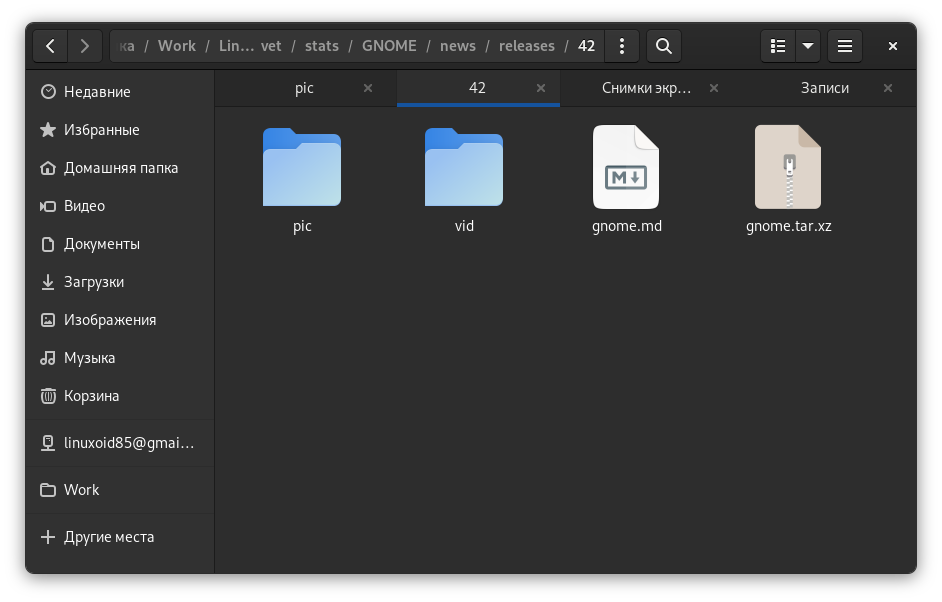 ка / Work / Lin… vet / stats / GNOME / news / releases / 42
pic 42 Снимки экр… Записи
Недавние
Избранные
Домашняя папка
Видео
Документы
Загрузки
Изображения
Музыка
Корзина
linuxoid85@gmai…
Work
Другие места
M
pic vid gnome.md gnome.tar.xz